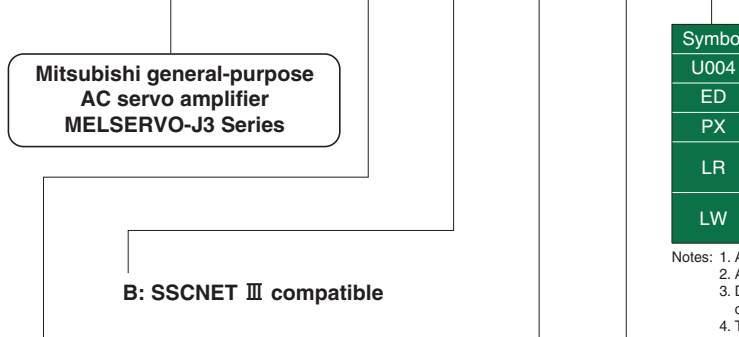 Mitsubishi general-purpose
AC servo amplifier
MELSERVO-J3 Series
B: SSCNET Ⅲ compatible
U004
ED
PX
LR
LW
Notes: 1.
2.
3.
4.